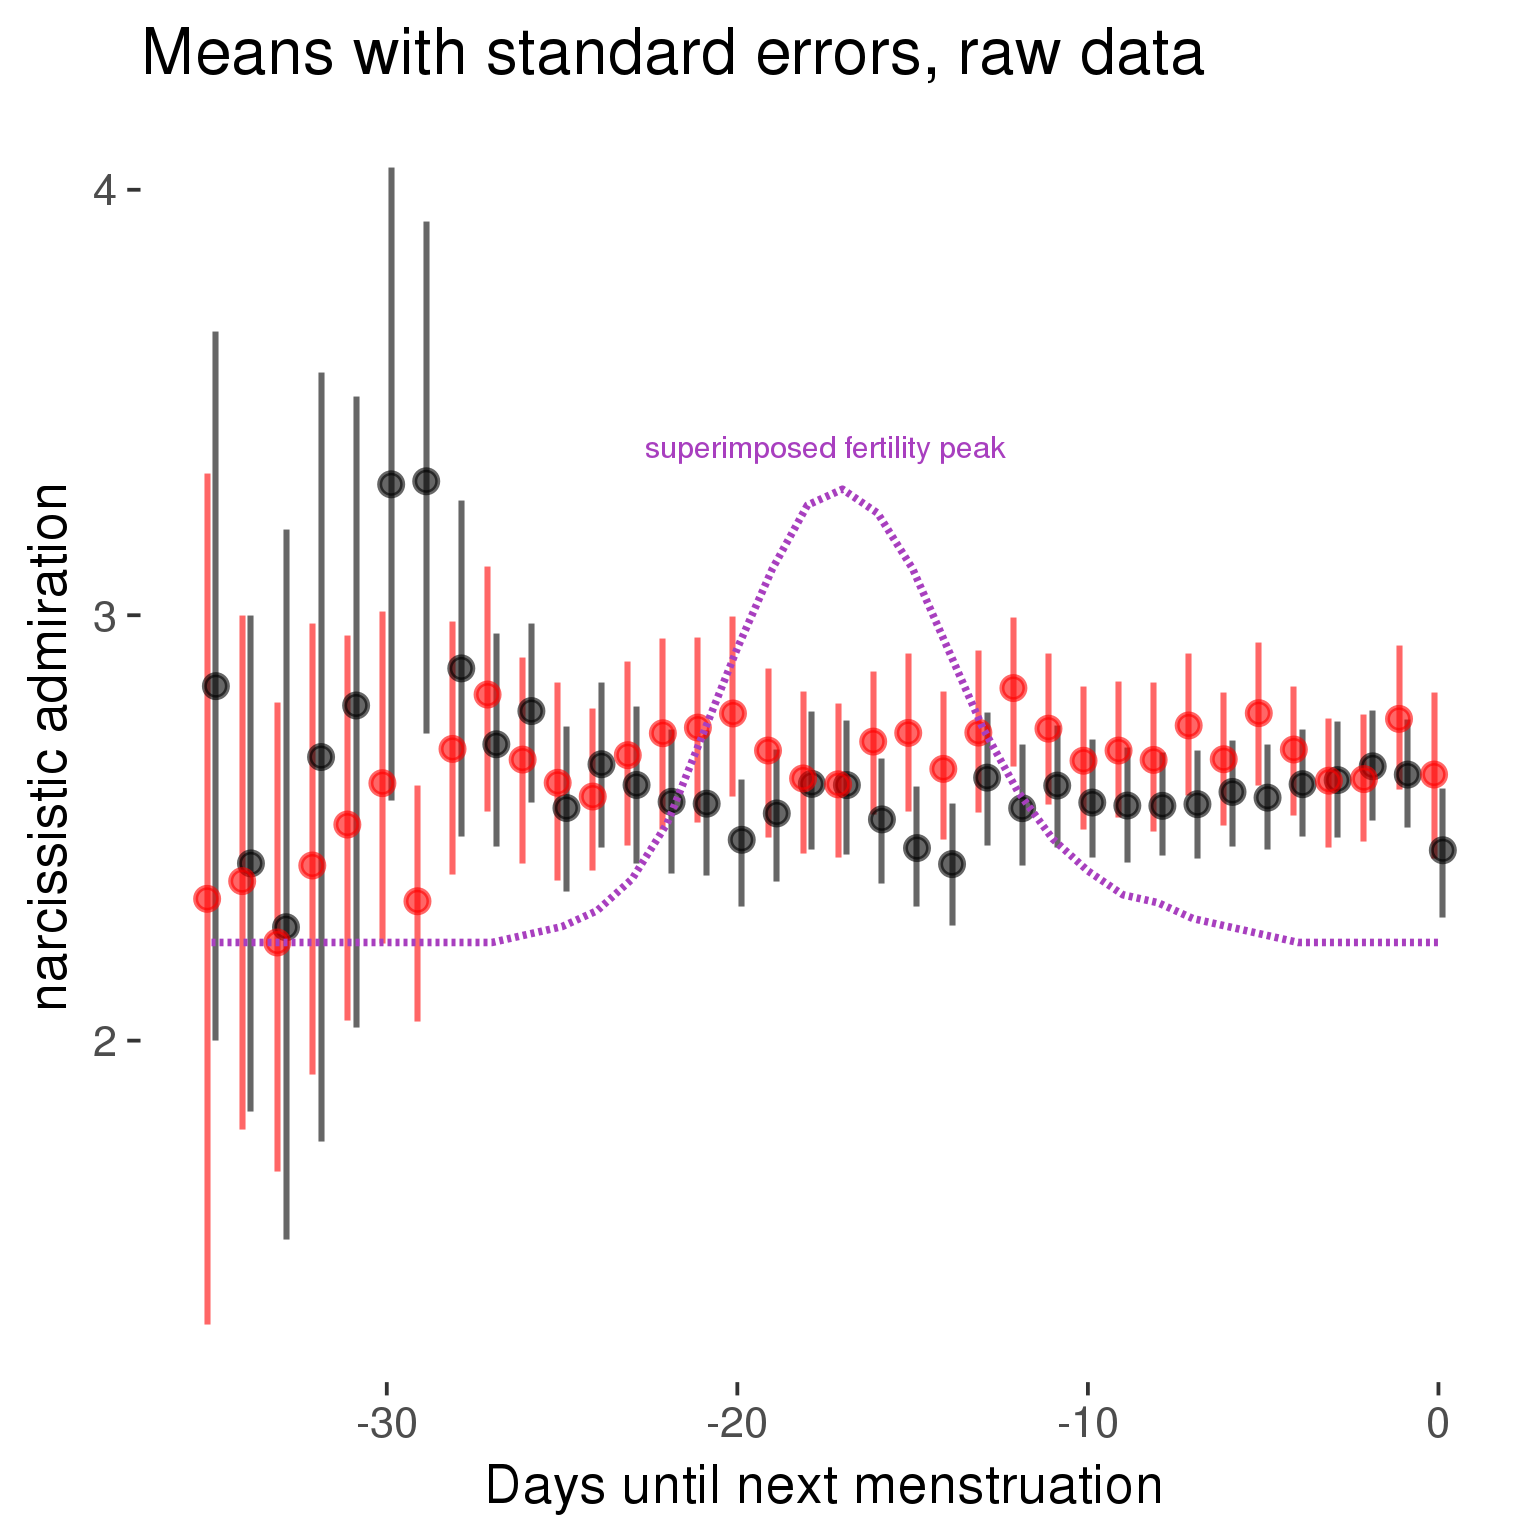 Means with standard errors, raw data
narcissistic admiration
4
3
2
superimposed fertility peak
-30
-20
-10
0
Days until next menstruation